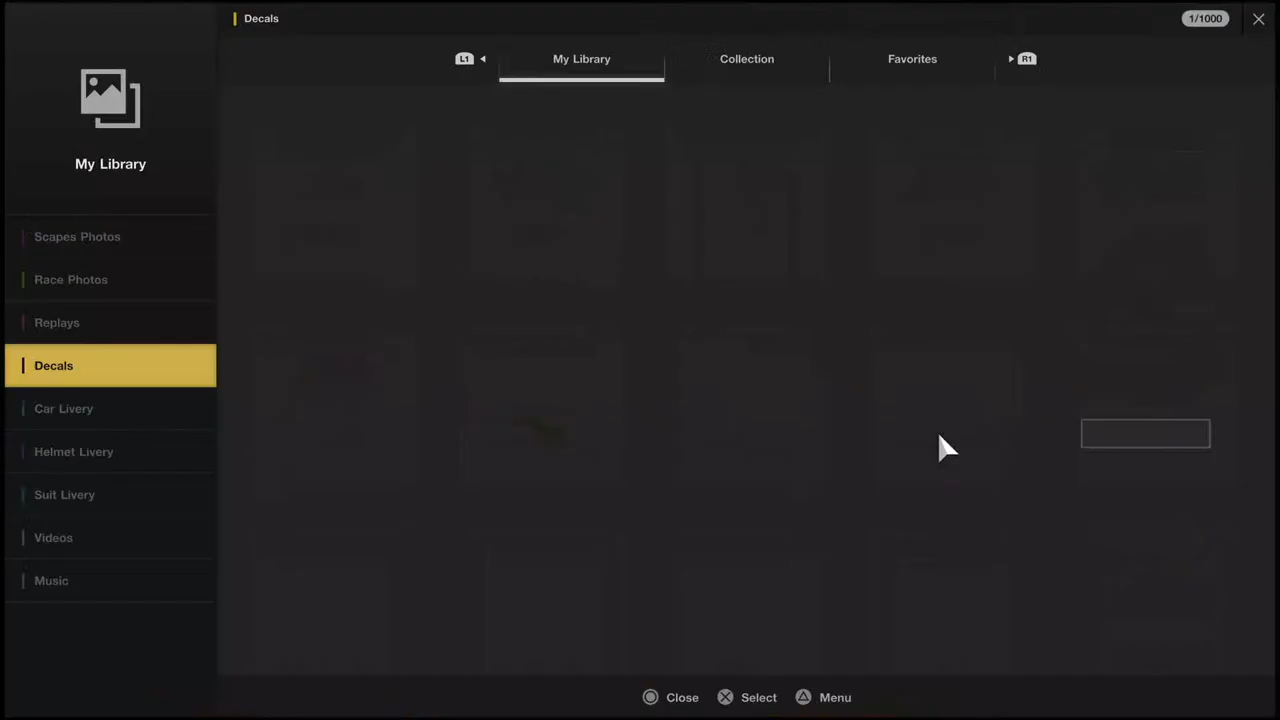 Decals
1/1000
L1
My Library
Collection
Favorites
R1
My Library
Scapes Photos
Race Photos
Replays
Decals
Car Livery
Helmet Livery
Suit Livery
Videos
Music
Close
Select
Menu